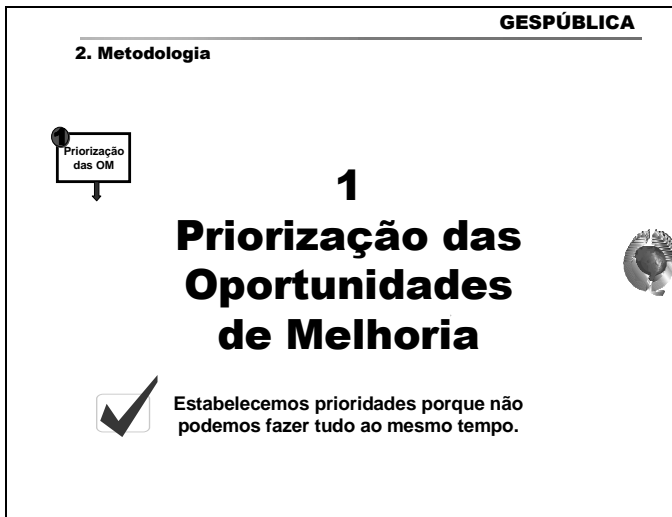 GESPÚBLICA
2. Metodologia
1
Priorização
das OM
1
Priorização das
Oportunidades
de Melhoria
Estabelecemos prioridades porque não
podemos fazer tudo ao mesmo tempo.